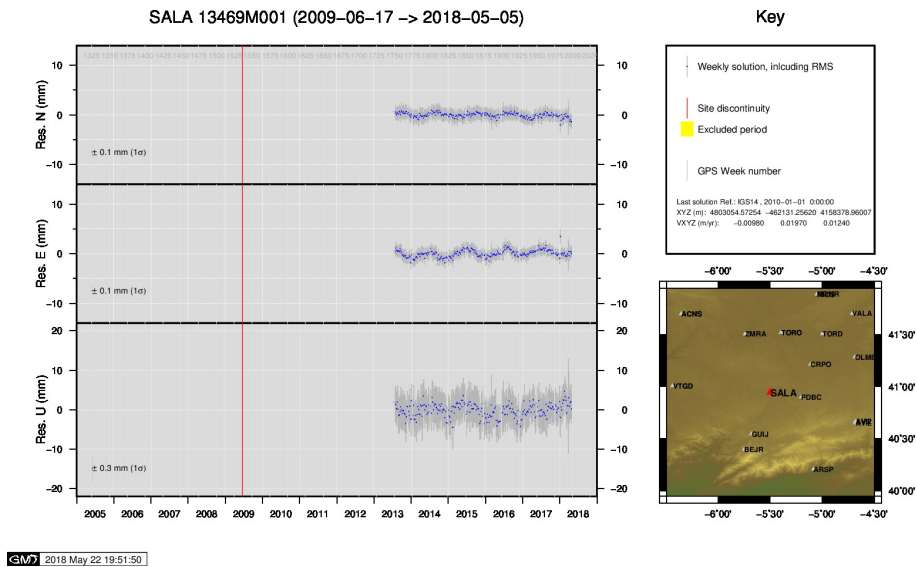 SALA 13469M001 (2009−06−17 −> 2018−05−05)
Key
Res. N (mm)
10
0
−10
10
0
−10
± 0.1 mm (1σ)
Res. E (mm)
10
0
−10
10
0
−10
± 0.1 mm (1σ)
Res. U (mm)
20
10
0
−10
−20
20
10
0
−10
−20
± 0.3 mm (1σ)
2005 2006 2007 2008 2009 2010 2011 2012 2013 2014 2015 2016 2017 2018
Weekly solution, inlcuding RMS
Site discontinuity
Excluded period
GPS Week number
Last solution Ref.: IGS14 , 2010−01−01 0:00:00
XYZ (m): 4803054.57254 −462131.25620 4158378.96007
VXYZ (m/yr): −0.00980 0.01970 0.01240
−6˚00' −5˚30' −5˚00' −4˚30'
ACNS
VALA
ZMRA
TORO
TORD
41˚30'
CRPO
OLME
VTGD
41˚00'
SALA
PDBC
GUIJ
40˚30'
BEJR
ARSP
40˚00'
−6˚00' −5˚30' −5˚00' −4˚30'
GMT 2018 May 22 19:51:50